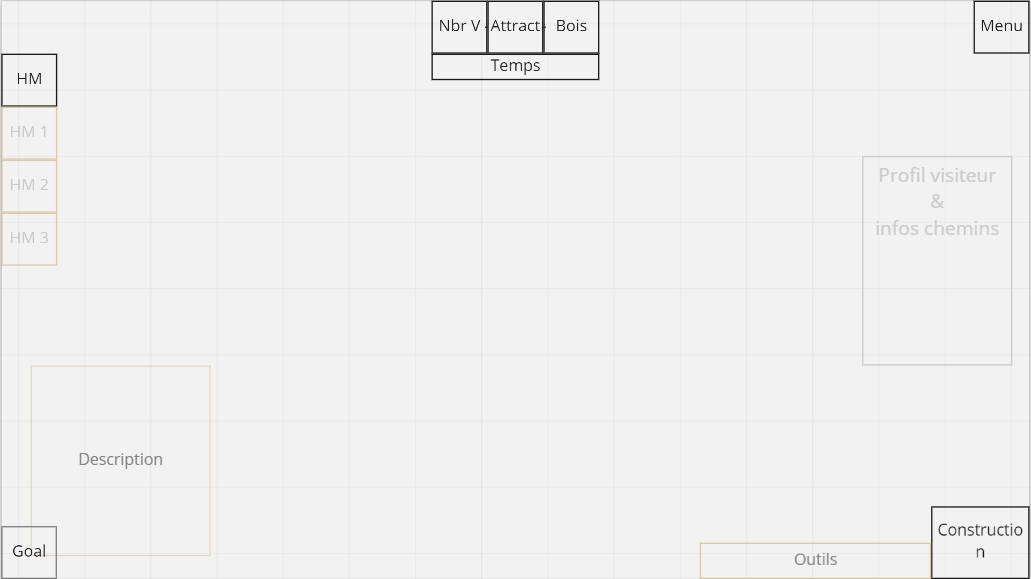 Nbr V
Attract
Bois
Menu
Temps
HM
HM 1
HM 2
HM 3
Profil visiteur
&
infos chemins
Description
Goal
Outils
Constructio
n